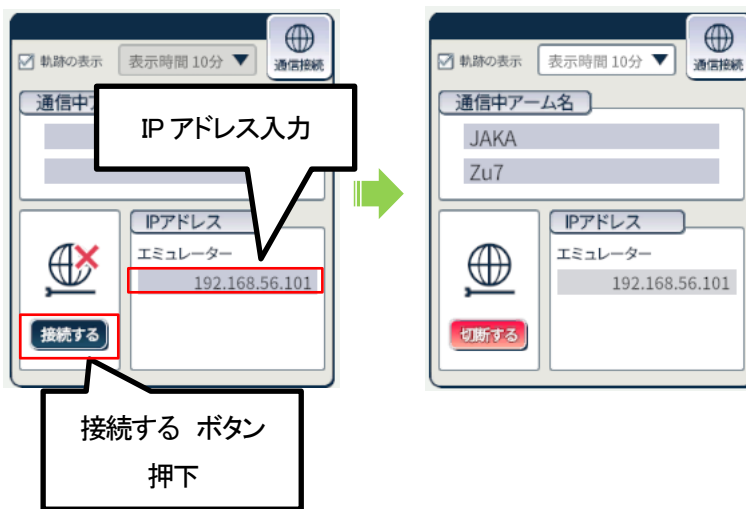 軌跡の表示
表示時間 10分 ▼
通信接続
通信中ア
IP アドレス入力
IPアドレス
エミュレーター
192.168.56.101
接続する
接続する ボタン
押下
軌跡の表示
表示時間 10分 ▼
通信接続
通信中アーム名
JAKA
Zu7
IPアドレス
エミュレーター
192.168.56.101
切断する